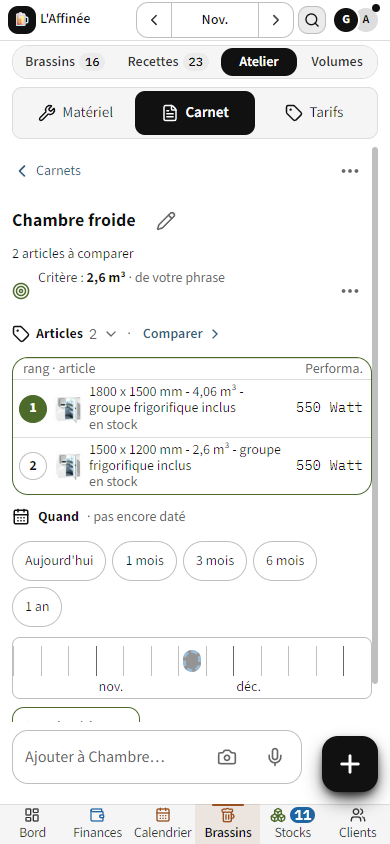 L'Affinée
Nov.
G
A
Brassins 16
Recettes 23
Atelier
Volumes
Matériel
Carnet
Tarifs
Carnets
Chambre froide
2 articles à comparer
Critère : 2,6 m³ · de votre phrase
Articles 2 · Comparer
rang · article
Performa.
1
1800 x 1500 mm - 4,06 m³ -
groupe frigorifique inclus
en stock
550 Watt
2
1500 x 1200 mm - 2,6 m³ - groupe
frigorifique inclus
en stock
550 Watt
Quand · pas encore daté
Aujourd'hui
1 mois
3 mois
6 mois
1 an
nov.
déc.
Ajouter à Chambre...
Bord
Finances
Calendrier
Brassins
Stocks
11
Clients